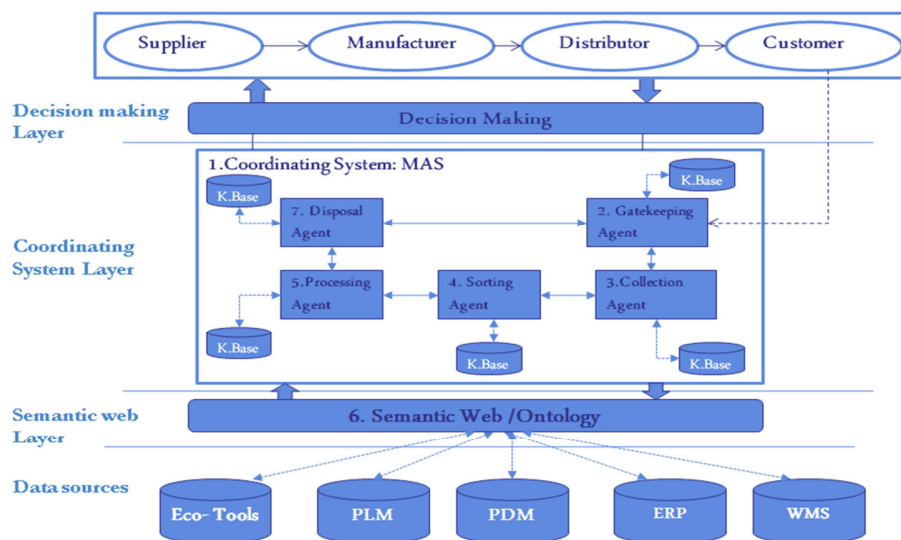 Supplier
Manufacturer
Distributor
Customer
Decision making
Layer
Decision Making
1.Coordinating System: MAS
K.Base
K.Base
7. Disposal
Agent
2. Gatekeeping
Agent
Coordinating
System Layer
5.Processing
Agent
4. Sorting
Agent
3.Collection
Agent
K.Base
K.Base
K.Base
Semantic web
Layer
6. Semantic Web /Ontology
Data sources
Eco- Tools
PLM
PDM
ERP
WMS